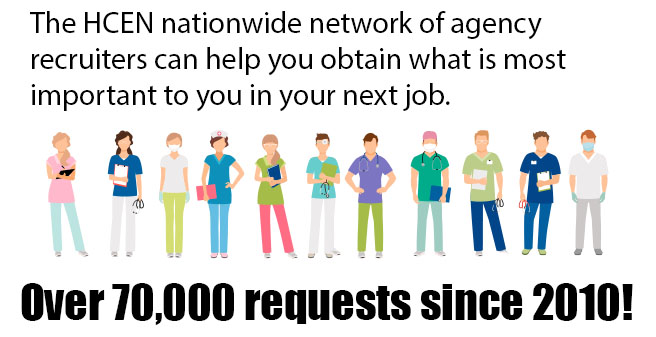 The HCEN nationwide network of agency
recruiters can help you obtain what is most
important to you in your next job.
Over 70,000 requests since 2010!